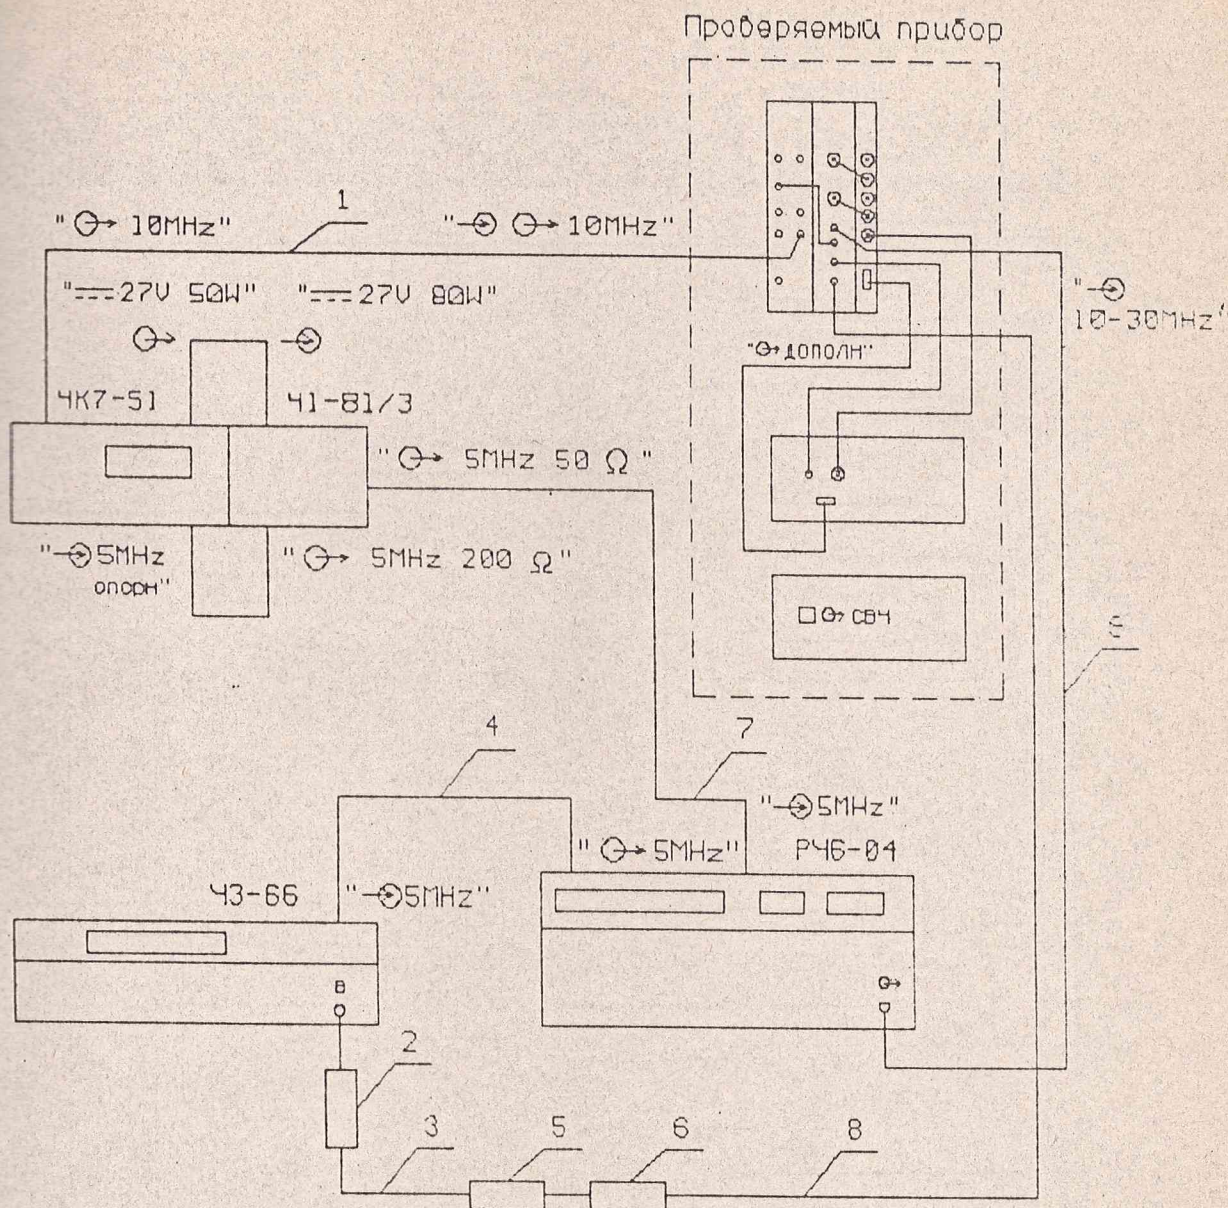 Проверяемый прибор
1
"10MHz"
"10MHz"
"27V 50W"
"27V 80W"
"10-30MHz"
"ДОПОЛН"
ЧК7-51
Ч1-81/3
"5MHz 50 Ω"
"5MHz
опорн"
"5MHz 200 Ω"
СВЧ
4
7
"5MHz"
"5MHz"
РЧ6-04
Ч3-66
"5MHz"
В
2
3
5
6
8